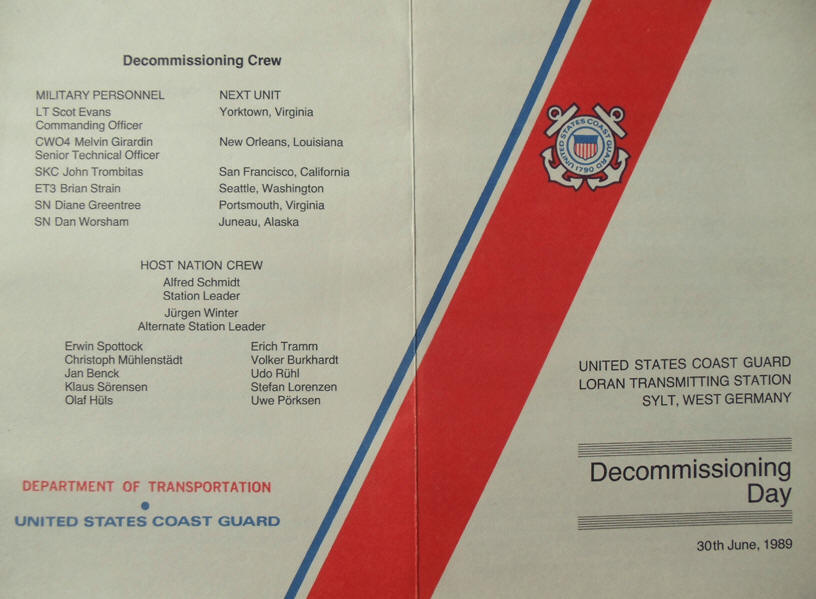 Decommissioning Crew
MILITARY PERSONNEL NEXT UNIT
LT Scot Evans Yorktown, Virginia
Commanding Officer
CWO4 Melvin Girardin New Orleans, Louisiana
Senior Technical Officer
SKC John Trombitas San Francisco, California
ET3 Brian Strain Seattle, Washington
SN Diane Greentree Portsmouth, Virginia
SN Dan Worsham Juneau, Alaska
HOST NATION CREW
Alfred Schmidt
Station Leader
Jürgen Winter
Alternate Station Leader
Erwin Spottock Erich Tramm
Christoph Mühlenstädt Volker Burkhardt
Jan Benck Udo Rühl
Klaus Sörensen Stefan Lorenzen
Olaf Hüls Uwe Pörksen
DEPARTMENT OF TRANSPORTATION
UNITED STATES COAST GUARD
UNITED STATES COAST GUARD
1790
UNITED STATES COAST GUARD
LORAN TRANSMITTING STATION
SYLT, WEST GERMANY
Decommissioning
Day
30th June, 1989